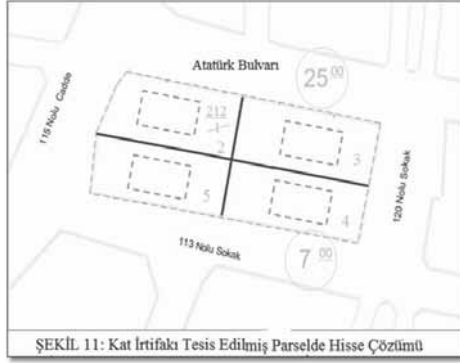 Atatürk Bulvarı
25 00
115 Nolu Cadde
212
1
2
3
5
4
120 Nolu Sokak
113 Nolu Sokak
7 00
ŞEKİL 11: Kat İrtifakı Tesis Edilmiş Parselde Hisse Çözümü